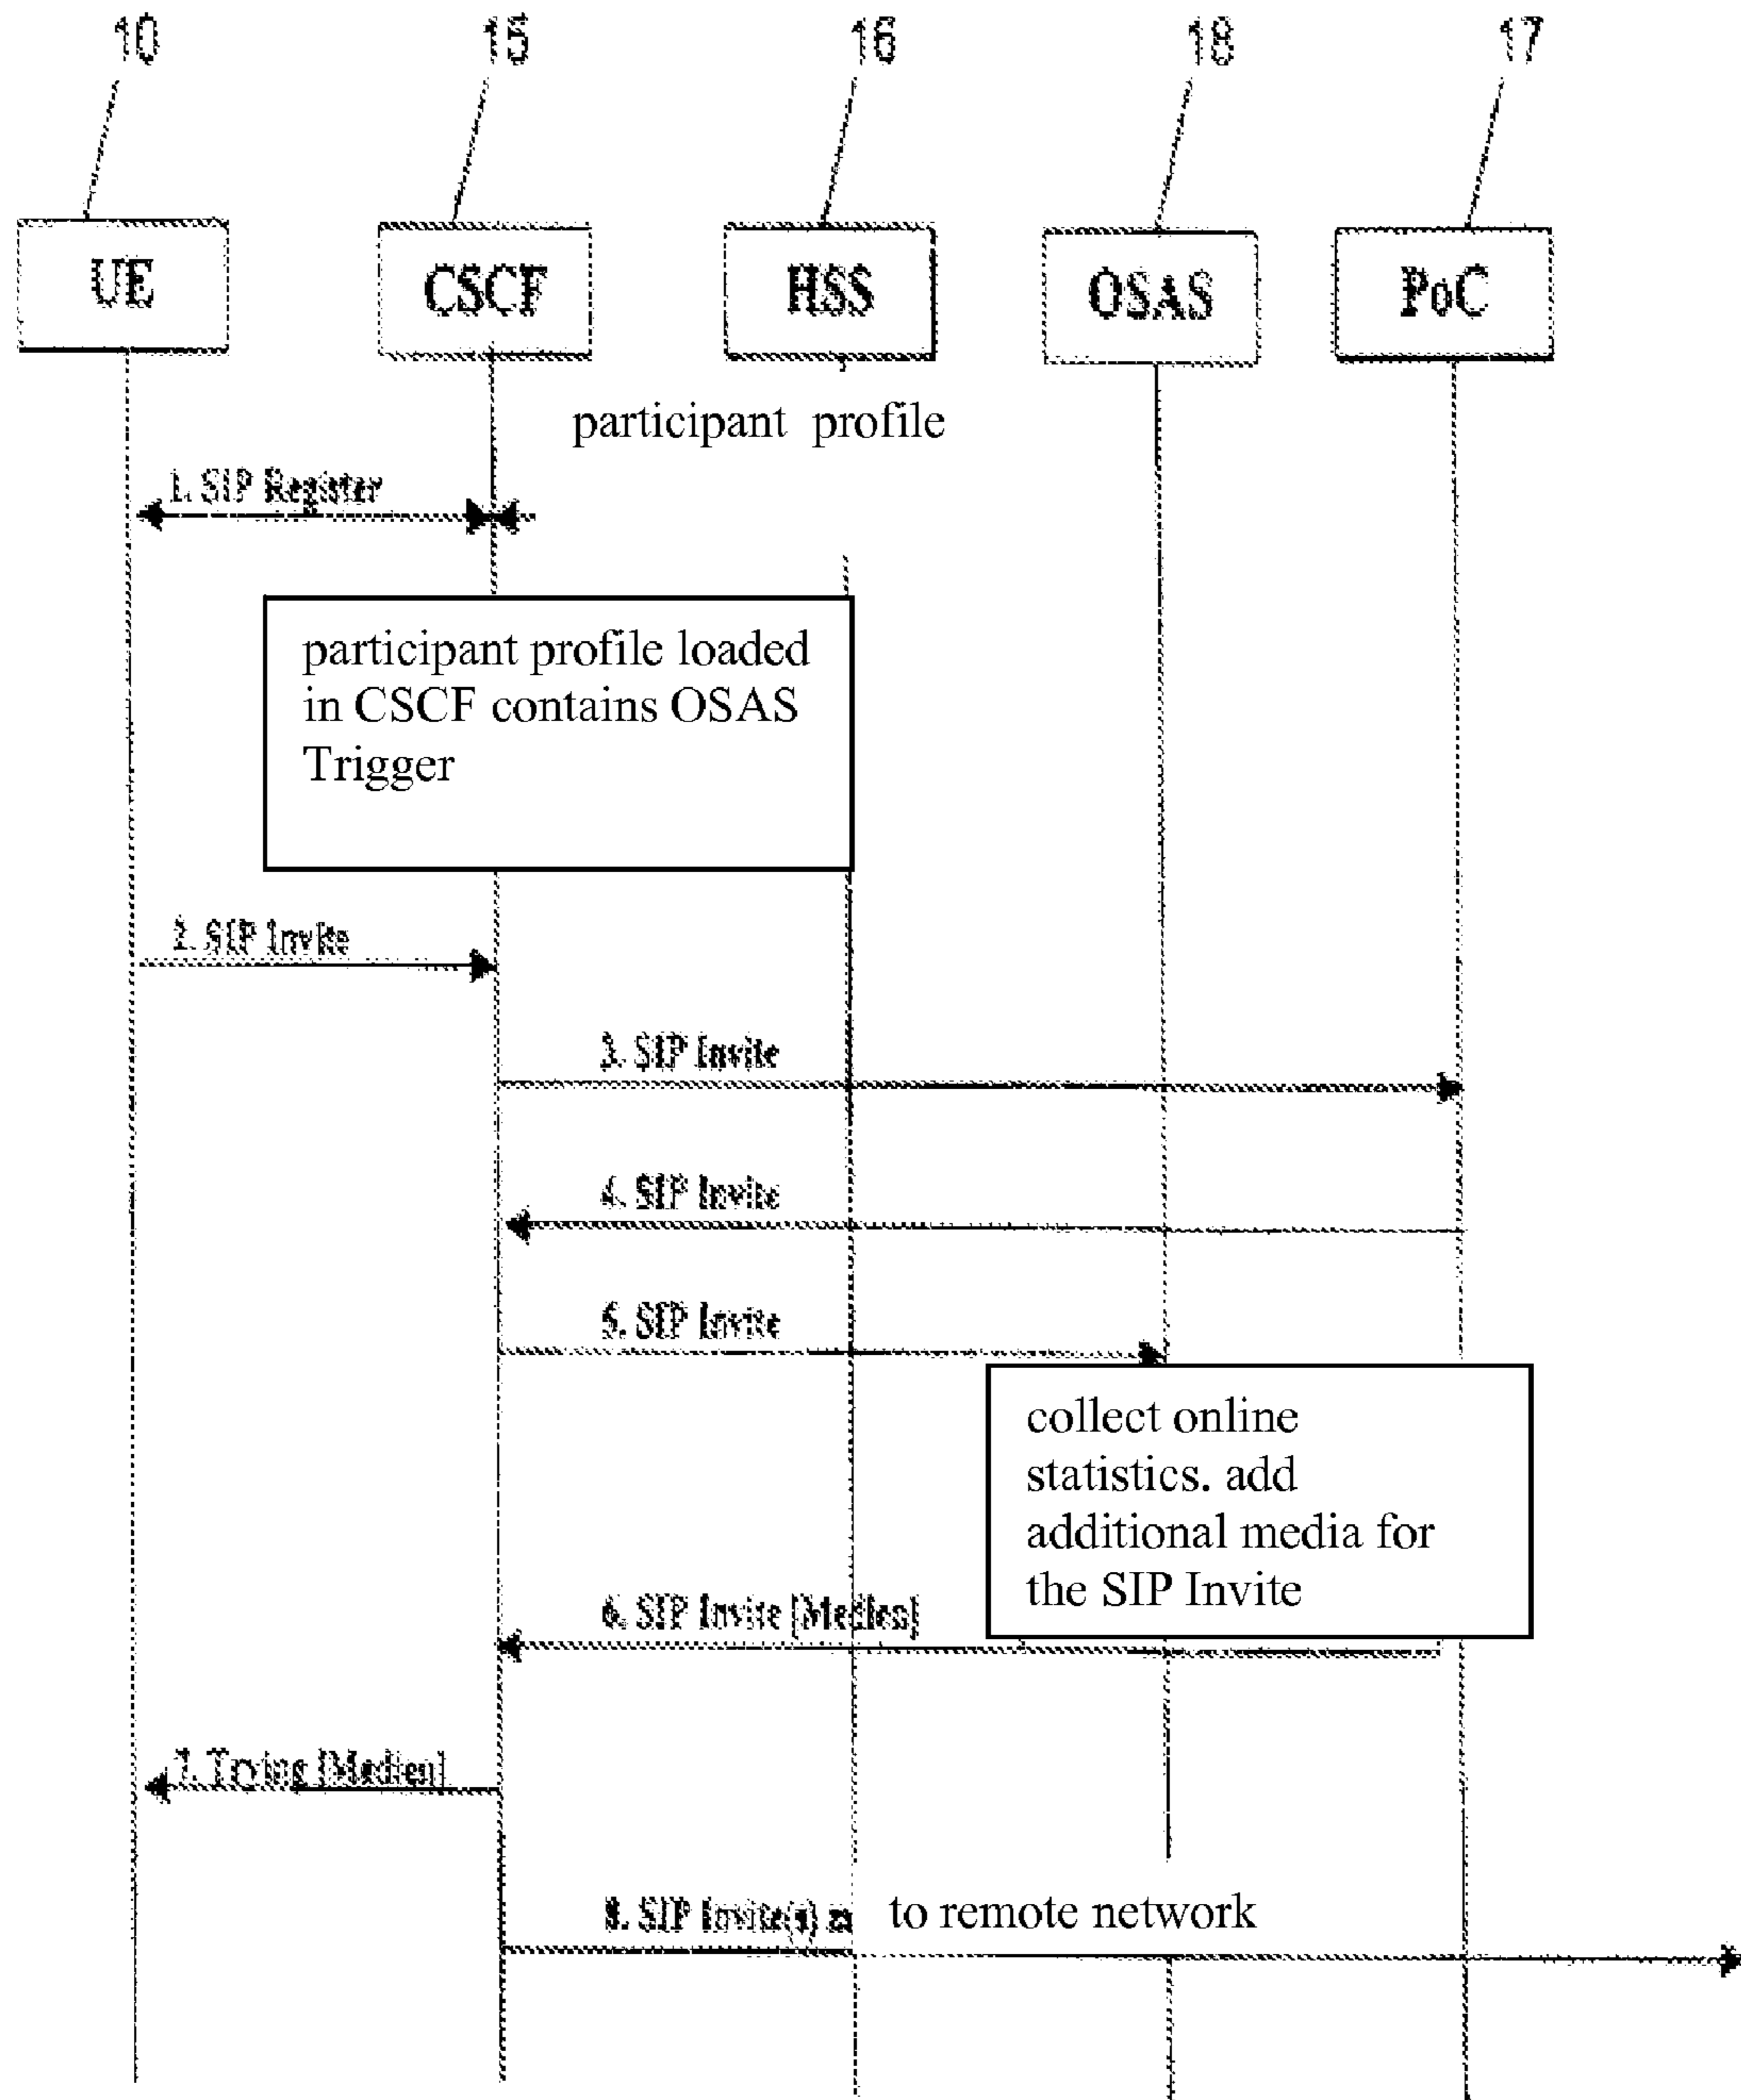 10 15 16 18 17
UE CSCF HSS OSAS PoC
participant profile
1. SIP Register
participant profile loaded
in CSCF contains OSAS
Trigger
2. SIP Invite
3. SIP Invite
4. SIP Invite
5. SIP Invite
collect online
statistics. add
additional media for
the SIP Invite
6. SIP Invite [Medien]
7. Trying [Medien]
8. SIP Invite(s) zu to remote network